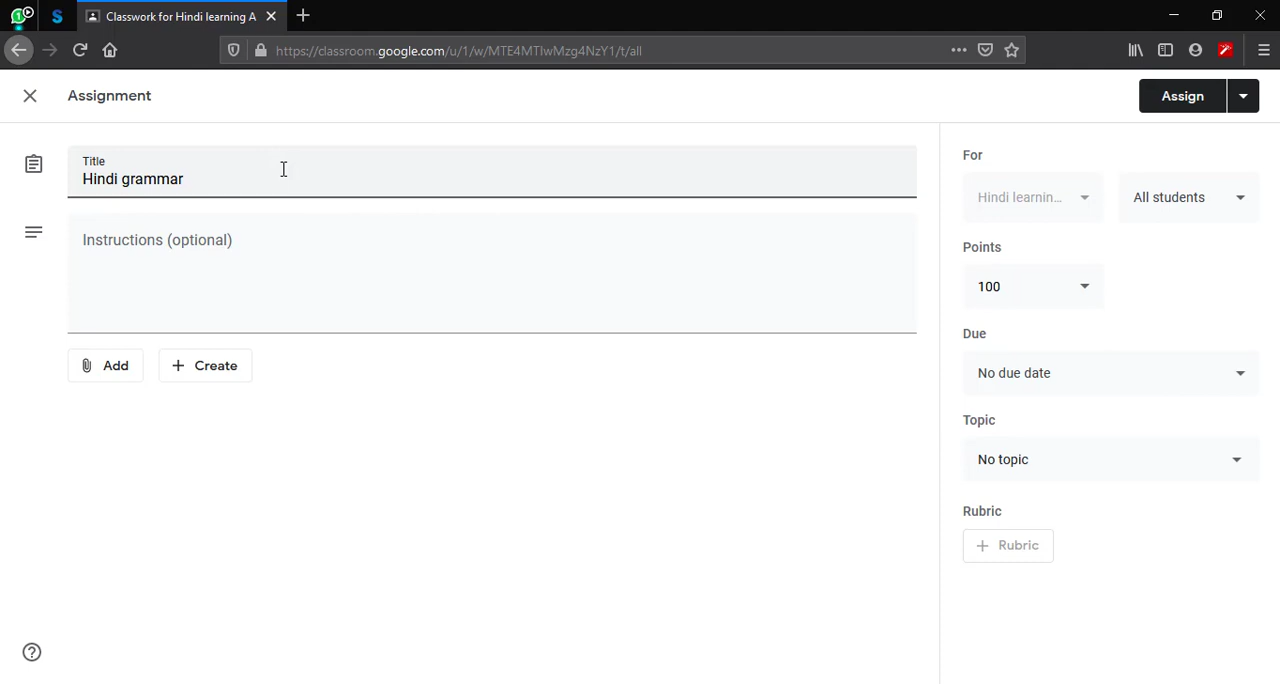 Classwork for Hindi learning A
https://classroom.google.com/u/1/w/MTE4MTIwMzg4NzY1/t/all
Assignment
Assign
Title
Hindi grammar
Instructions (optional)
Add
Create
For
Hindi learnin...
All students
Points
100
Due
No due date
Topic
No topic
Rubric
Rubric